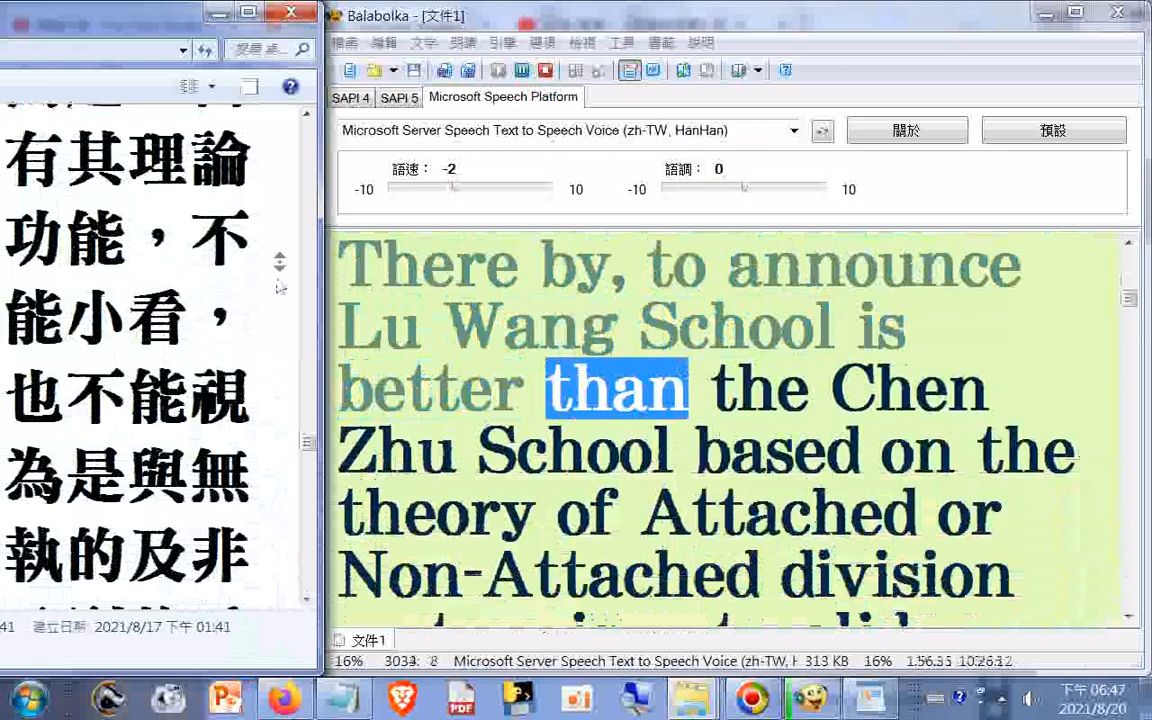 Balabolka - [文件1]
檔案 編輯 文字 朗讀 引擎 選項 檢視 工具 書籤 說明
SAPI 4 SAPI 5 Microsoft Speech Platform
Microsoft Server Speech Text to Speech Voice (zh-TW, HanHan) 關於 預設
語速： -2 語調： 0
-10 10 -10 10
有其理論
功能，不
能小看，
也不能視
為是與無
執的及非
41 建立日期 2021/8/17 下午 01:41
There by, to announce
Lu Wang School is
better than the Chen
Zhu School based on the
theory of Attached or
Non-Attached division
文件1
16% 3034: 8 Microsoft Server Speech Text to Speech Voice (zh-TW, H 313 KB 16%
下午 06:47
2021/8/20